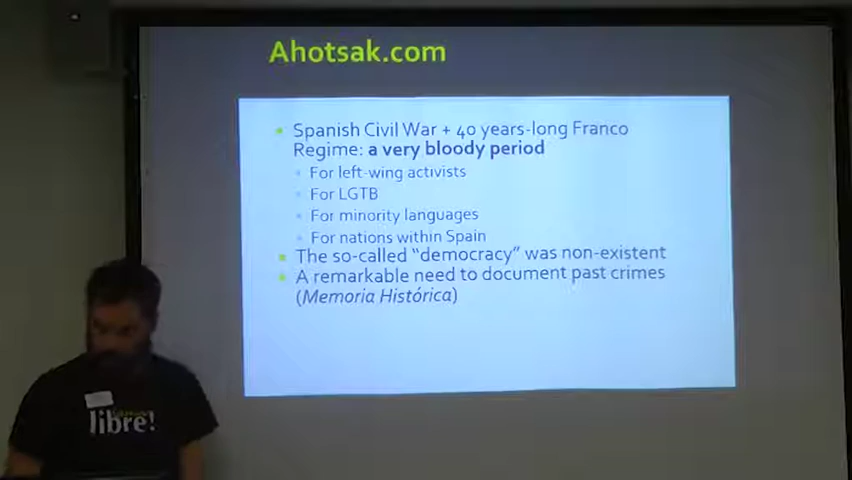 Ahotsak.com
Spanish Civil War + 40 years-long Franco
Regime: a very bloody period
For left-wing activists
For LGTB
For minority languages
For nations within Spain
The so-called “democracy” was non-existent
A remarkable need to document past crimes
(Memoria Histórica)
libre!